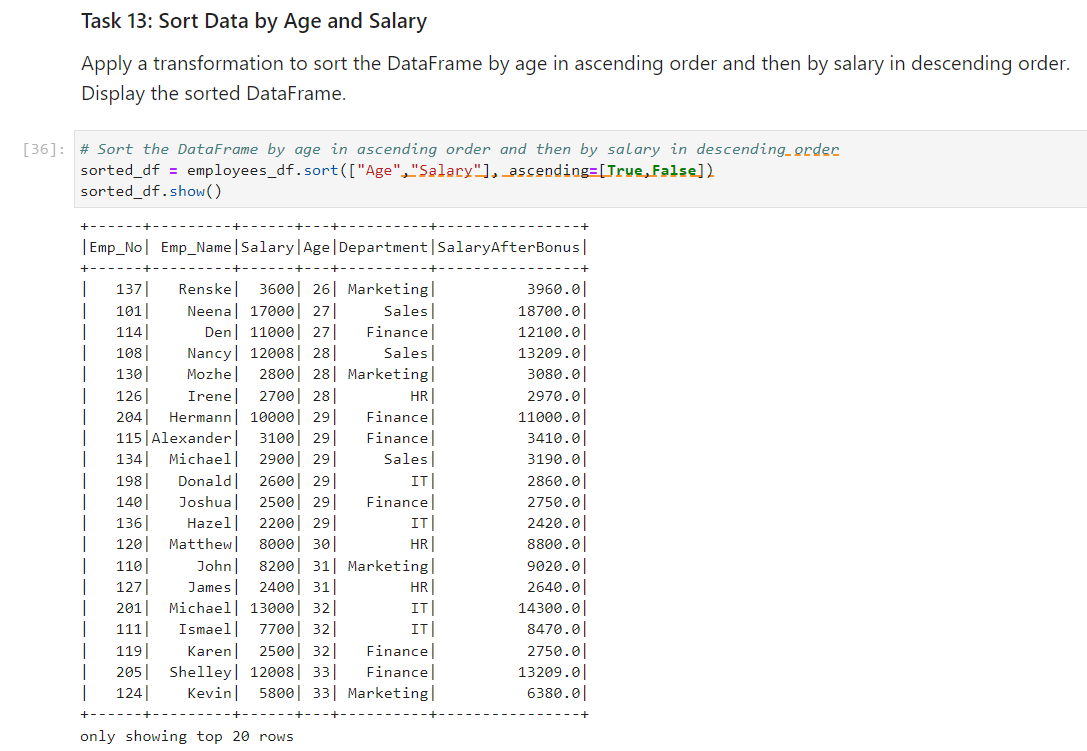 Task 13: Sort Data by Age and Salary
Apply a transformation to sort the DataFrame by age in ascending order and then by salary in descending order.
Display the sorted DataFrame.
[36]: # Sort the DataFrame by age in ascending order and then by salary in descending order
sorted_df = employees_df.sort(["Age","Salary"], ascending=[True,False])
sorted_df.show()
+------+---------+------+---+----------+----------------+
|Emp_No| Emp_Name|Salary|Age|Department|SalaryAfterBonus|
+------+---------+------+---+----------+----------------+
|   137|   Renske|  3600| 26| Marketing|          3960.0|
|   101|    Neena| 17000| 27|     Sales|         18700.0|
|   114|      Den| 11000| 27|   Finance|         12100.0|
|   108|    Nancy| 12008| 28|     Sales|         13209.0|
|   130|    Mozhe|  2800| 28| Marketing|          3080.0|
|   126|    Irene|  2700| 28|        HR|          2970.0|
|   204|  Hermann| 10000| 29|   Finance|         11000.0|
|   115|Alexander|  3100| 29|   Finance|          3410.0|
|   134|  Michael|  2900| 29|     Sales|          3190.0|
|   198|   Donald|  2600| 29|        IT|          2860.0|
|   140|   Joshua|  2500| 29|   Finance|          2750.0|
|   136|    Hazel|  2200| 29|        IT|          2420.0|
|   120|  Matthew|  8000| 30|        HR|          8800.0|
|   110|     John|  8200| 31| Marketing|          9020.0|
|   127|    James|  2400| 31|        HR|          2640.0|
|   201|  Michael| 13000| 32|        IT|         14300.0|
|   111|   Ismael|  7700| 32|        IT|          8470.0|
|   119|    Karen|  2500| 32|   Finance|          2750.0|
|   205|  Shelley| 12008| 33|   Finance|         13209.0|
|   124|    Kevin|  5800| 33| Marketing|          6380.0|
+------+---------+------+---+----------+----------------+
only showing top 20 rows